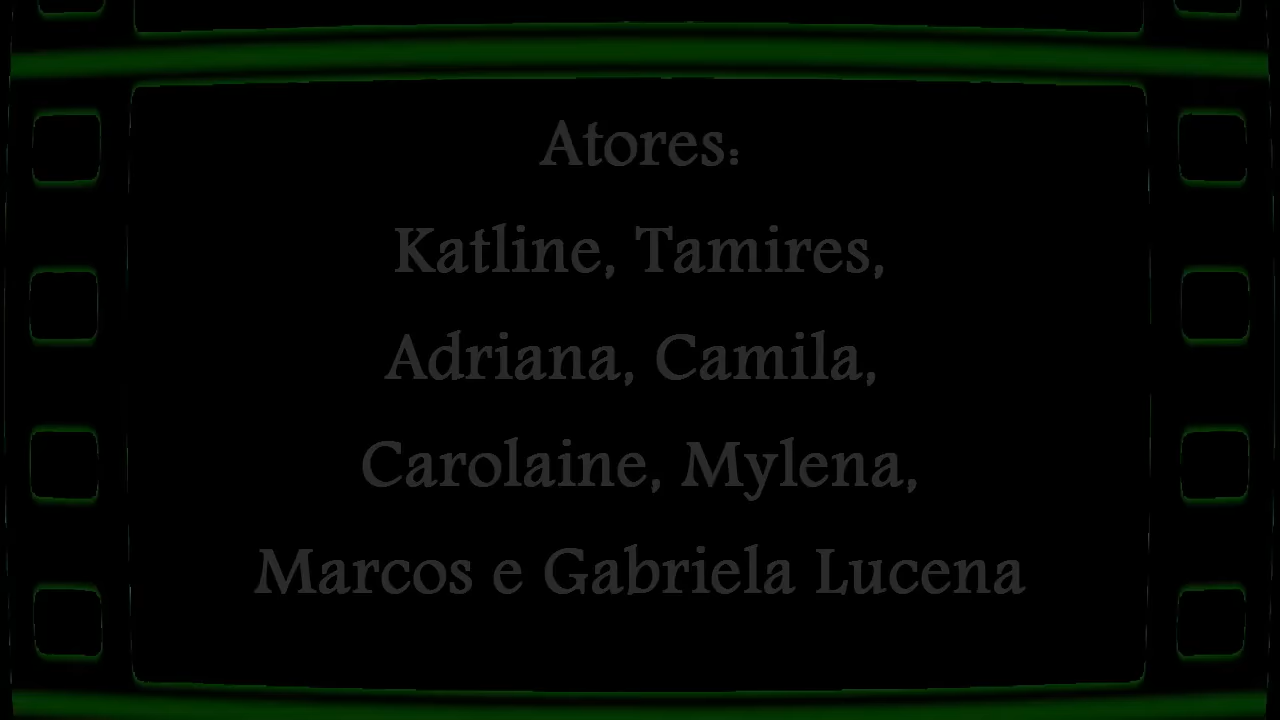 Atores:
Katline, Tamires,
Adriana, Camila,
Carolaine, Mylena,
Marcos e Gabriela Lucena